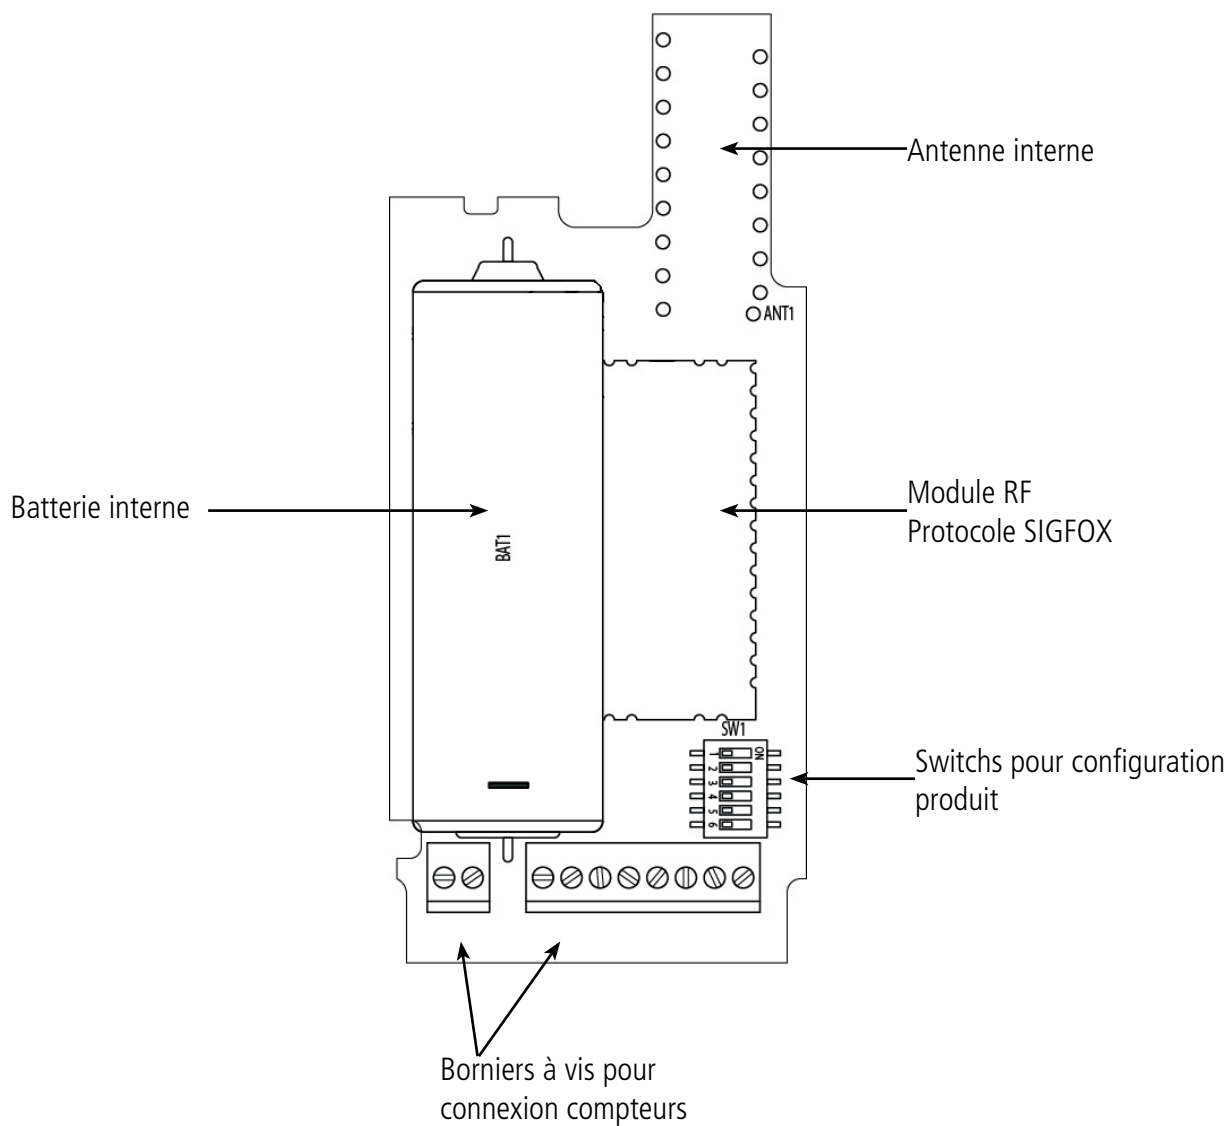 Antenne interne
ANT1
Batterie interne
BAT1
Module RF
Protocole SIGFOX
SW1
ON
1
2
3
4
5
6
Switchs pour configuration
produit
Borniers à vis pour
connexion compteurs